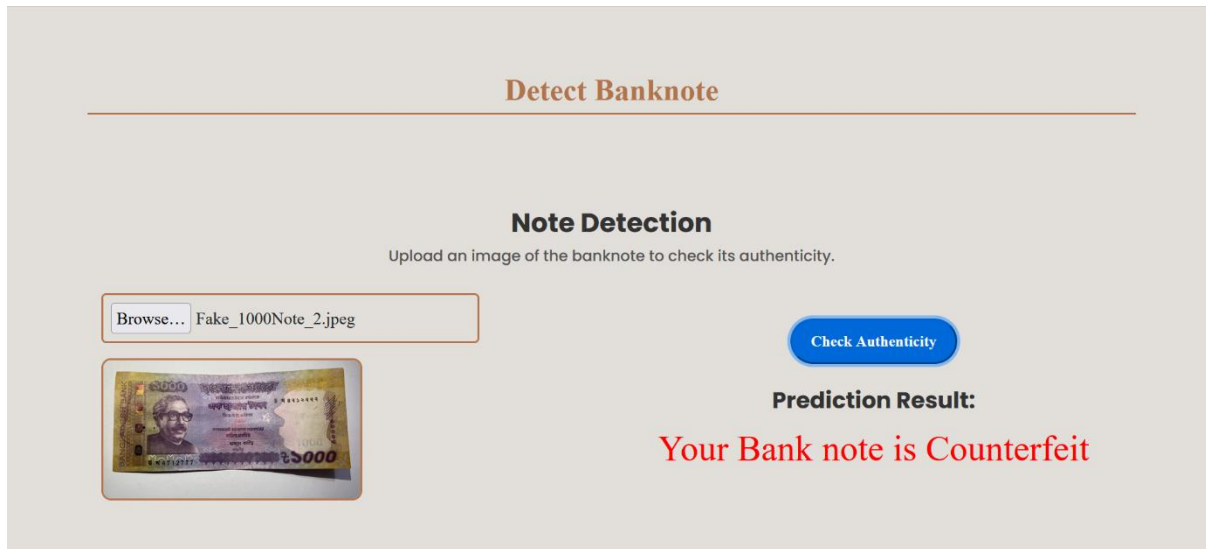 Detect Banknote
Note Detection
Upload an image of the banknote to check its authenticity.
Browse... Fake_1000Note_2.jpeg
Check Authenticity
Prediction Result:
Your Bank note is Counterfeit
৳১০০০